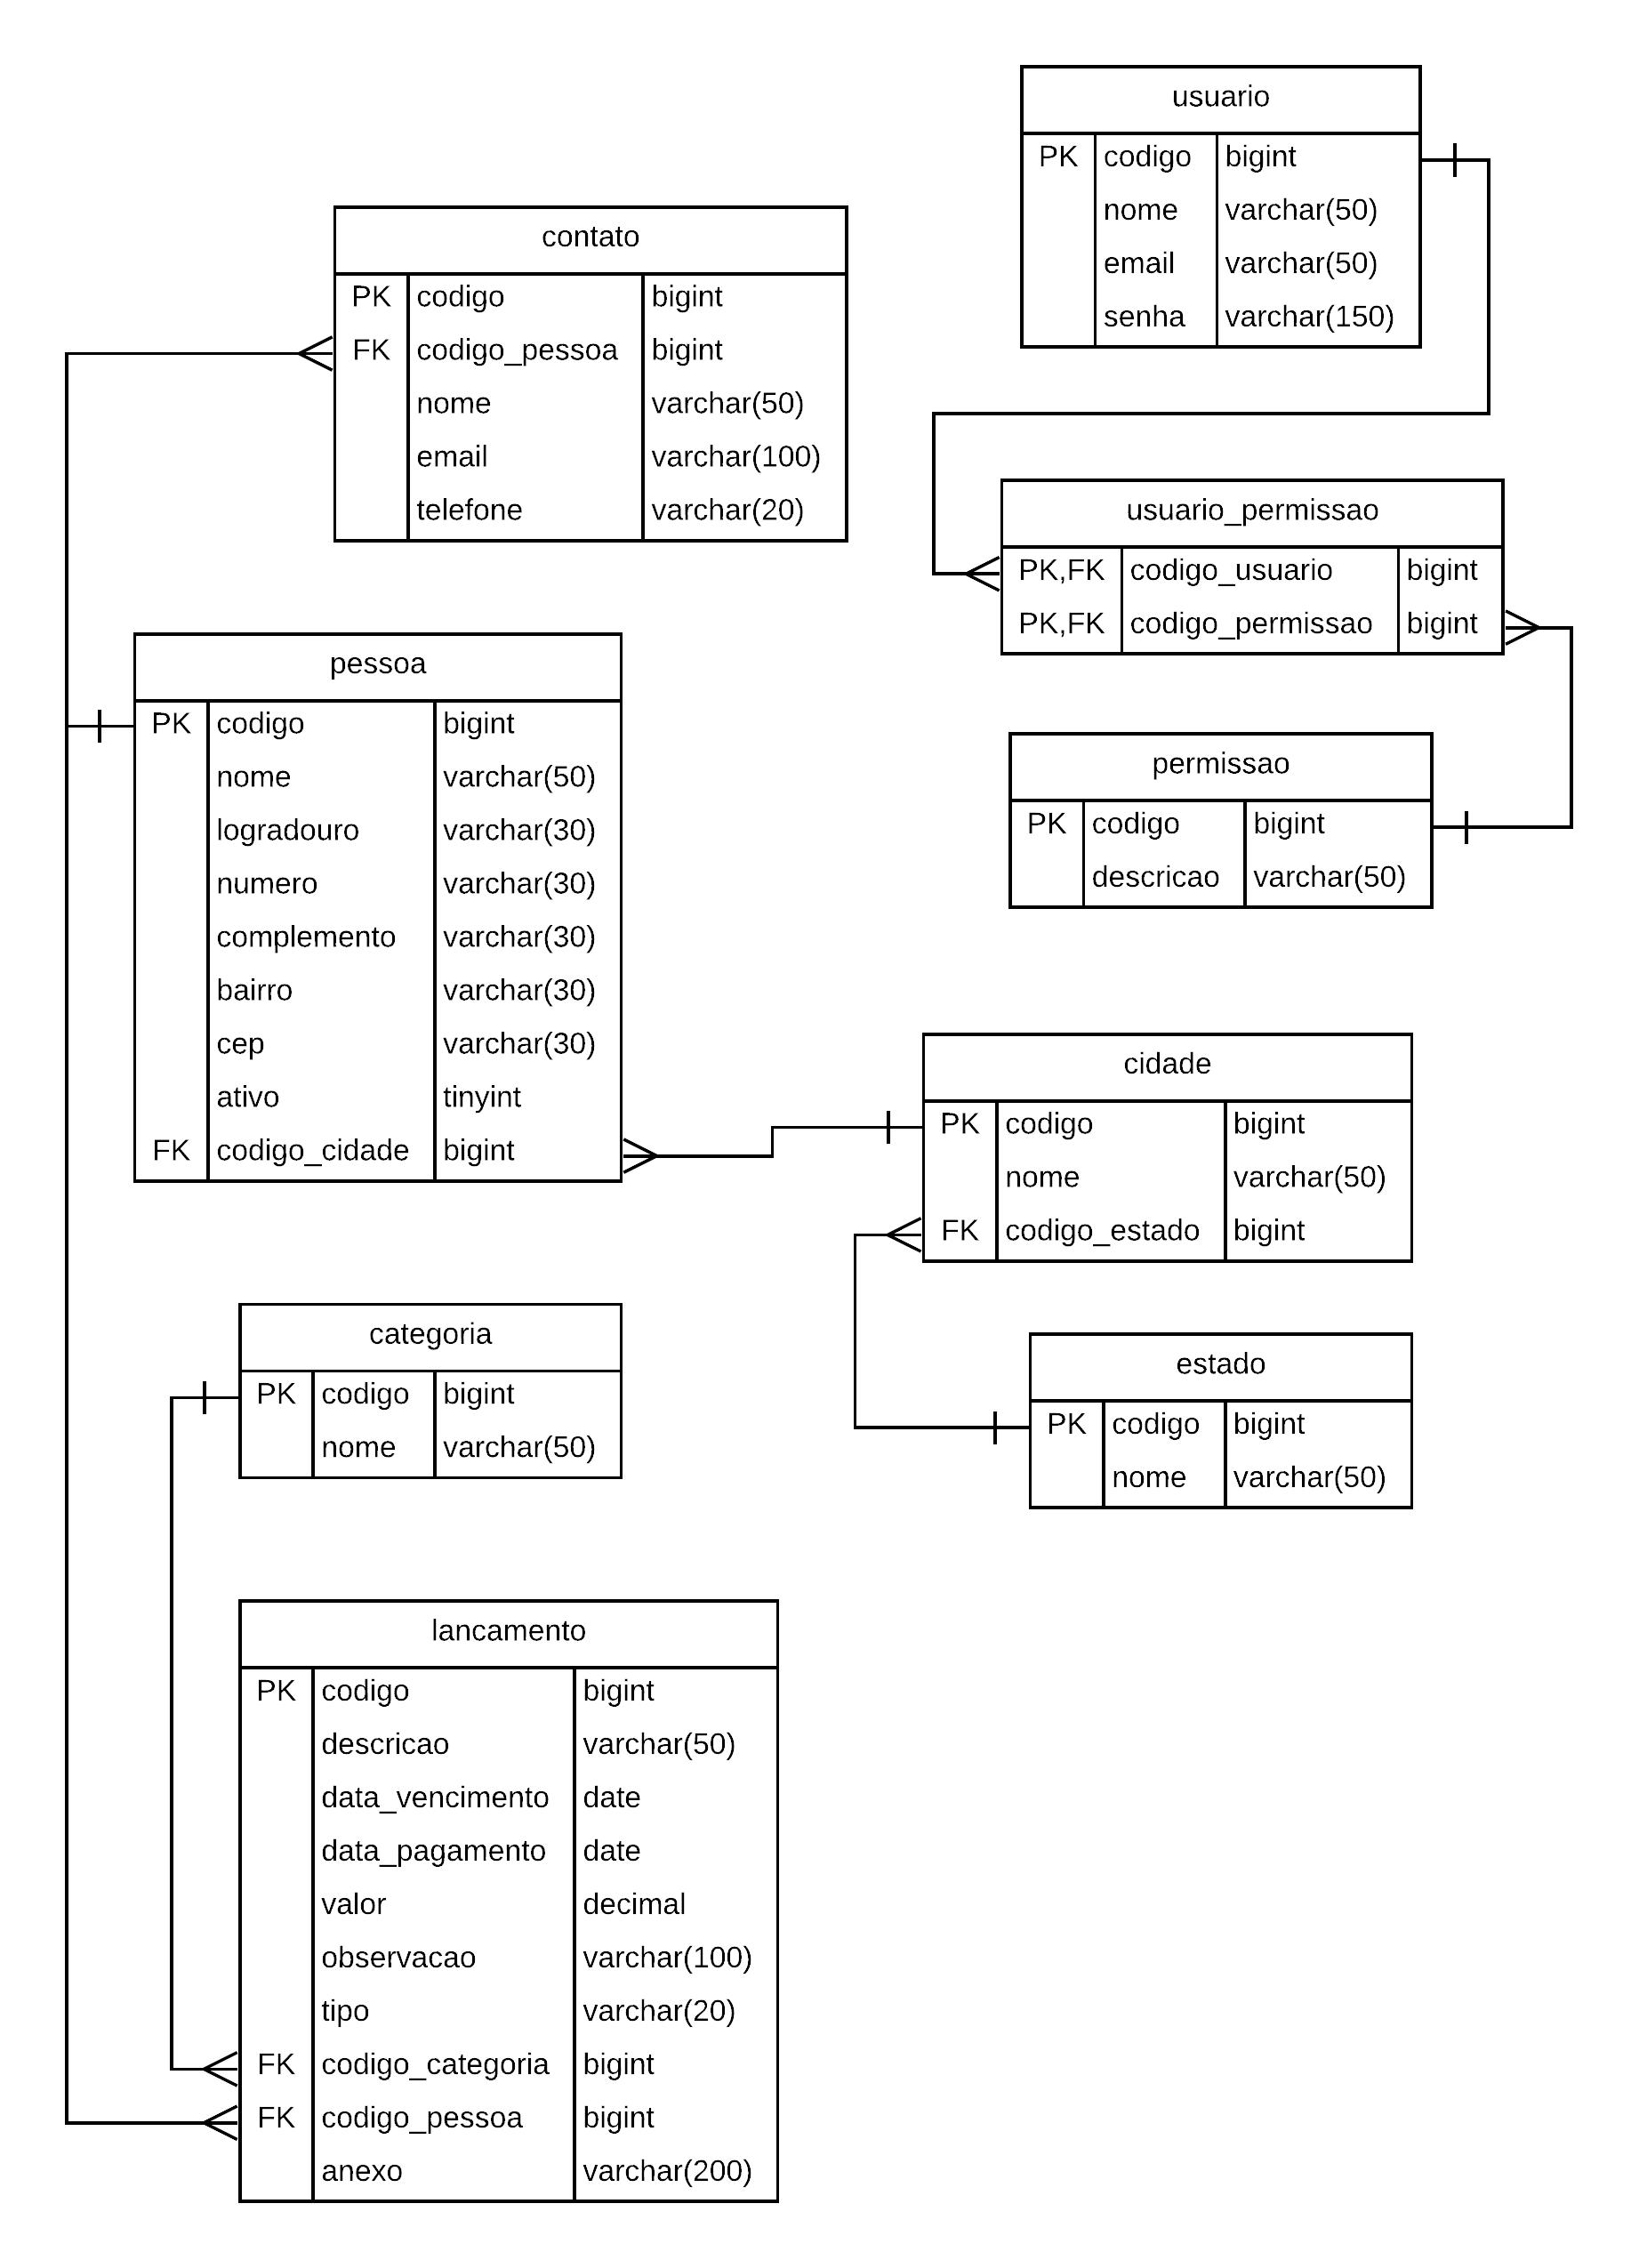 usuario
PK codigo bigint
nome varchar(50)
email varchar(50)
senha varchar(150)
contato
PK codigo bigint
FK codigo_pessoa bigint
nome varchar(50)
email varchar(100)
telefone varchar(20)
usuario_permissao
PK,FK codigo_usuario bigint
PK,FK codigo_permissao bigint
pessoa
PK codigo bigint
nome varchar(50)
logradouro varchar(30)
numero varchar(30)
complemento varchar(30)
bairro varchar(30)
cep varchar(30)
ativo tinyint
FK codigo_cidade bigint
permissao
PK codigo bigint
descricao varchar(50)
cidade
PK codigo bigint
nome varchar(50)
FK codigo_estado bigint
categoria
PK codigo bigint
nome varchar(50)
estado
PK codigo bigint
nome varchar(50)
lancamento
PK codigo bigint
descricao varchar(50)
data_vencimento date
data_pagamento date
valor decimal
observacao varchar(100)
tipo varchar(20)
FK codigo_categoria bigint
FK codigo_pessoa bigint
anexo varchar(200)